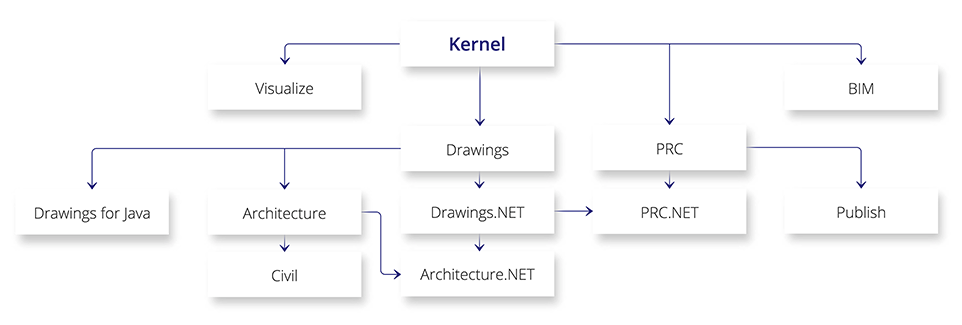 Kernel
Visualize
BIM
Drawings
PRC
Drawings for Java
Architecture
Drawings.NET
PRC.NET
Publish
Civil
Architecture.NET